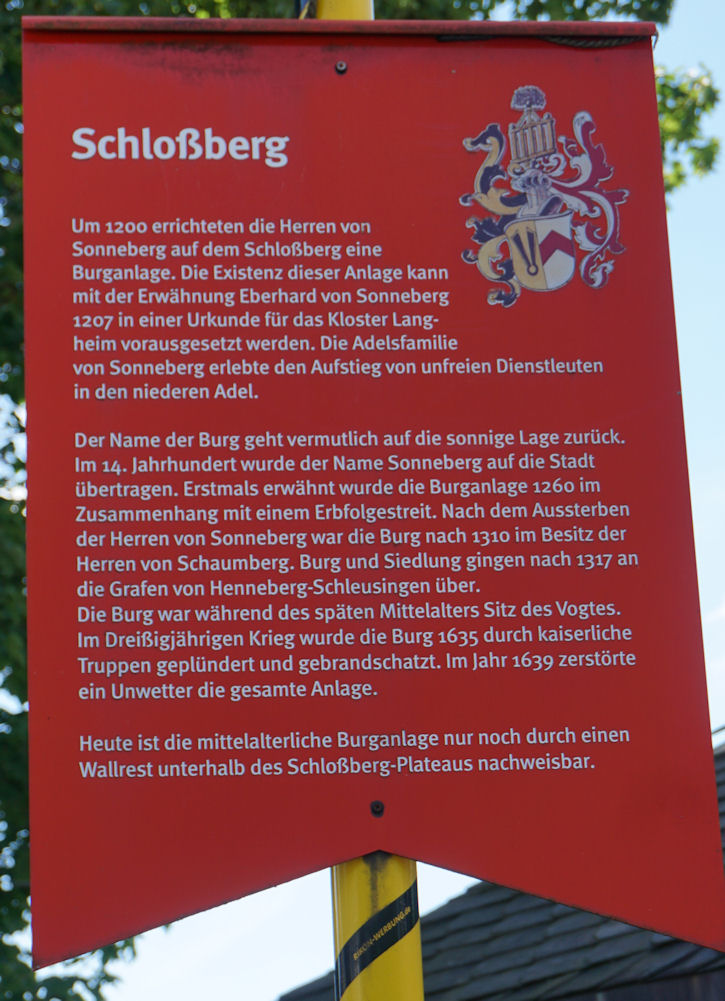 Schloßberg
Um 1200 errichteten die Herren von
Sonneberg auf dem Schloßberg eine
Burganlage. Die Existenz dieser Anlage kann
mit der Erwähnung Eberhard von Sonneberg
1207 in einer Urkunde für das Kloster Lang-
heim vorausgesetzt werden. Die Adelsfamilie
von Sonneberg erlebte den Aufstieg von unfreien Dienstleuten
in den niederen Adel.
Der Name der Burg geht vermutlich auf die sonnige Lage zurück.
Im 14. Jahrhundert wurde der Name Sonneberg auf die Stadt
übertragen. Erstmals erwähnt wurde die Burganlage 1260 im
Zusammenhang mit einem Erbfolgestreit. Nach dem Aussterben
der Herren von Sonneberg war die Burg nach 1310 im Besitz der
Herren von Schaumberg. Burg und Siedlung gingen nach 1317 an
die Grafen von Henneberg-Schleusingen über.
Die Burg war während des späten Mittelalters Sitz des Vogtes.
Im Dreißigjährigen Krieg wurde die Burg 1635 durch kaiserliche
Truppen geplündert und gebrandschatzt. Im Jahr 1639 zerstörte
ein Unwetter die gesamte Anlage.
Heute ist die mittelalterliche Burganlage nur noch durch einen
Wallrest unterhalb des Schloßberg-Plateaus nachweisbar.
RIKON-WERBUNG.de